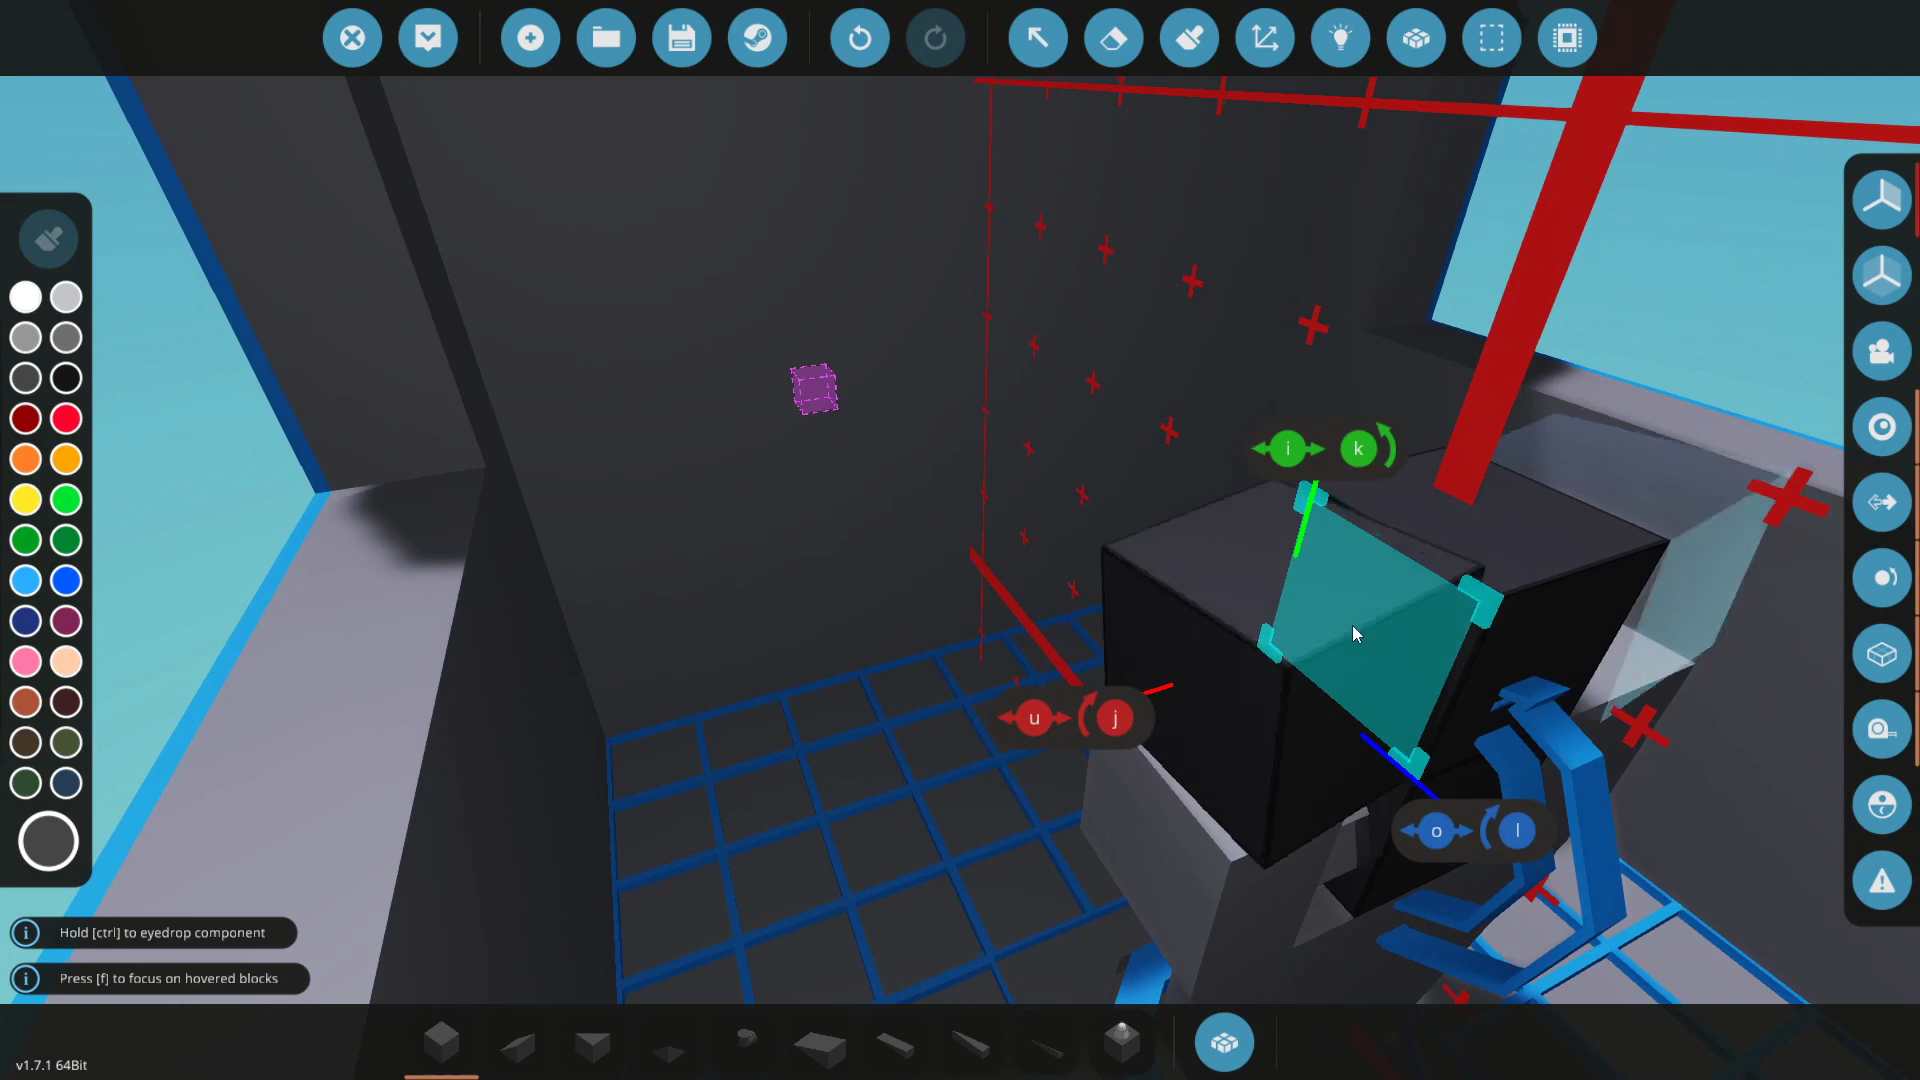 i k
u j
o l
Hold [ctrl] to eyedrop component
Press [f] to focus on hovered blocks
v1.7.1 64Bit